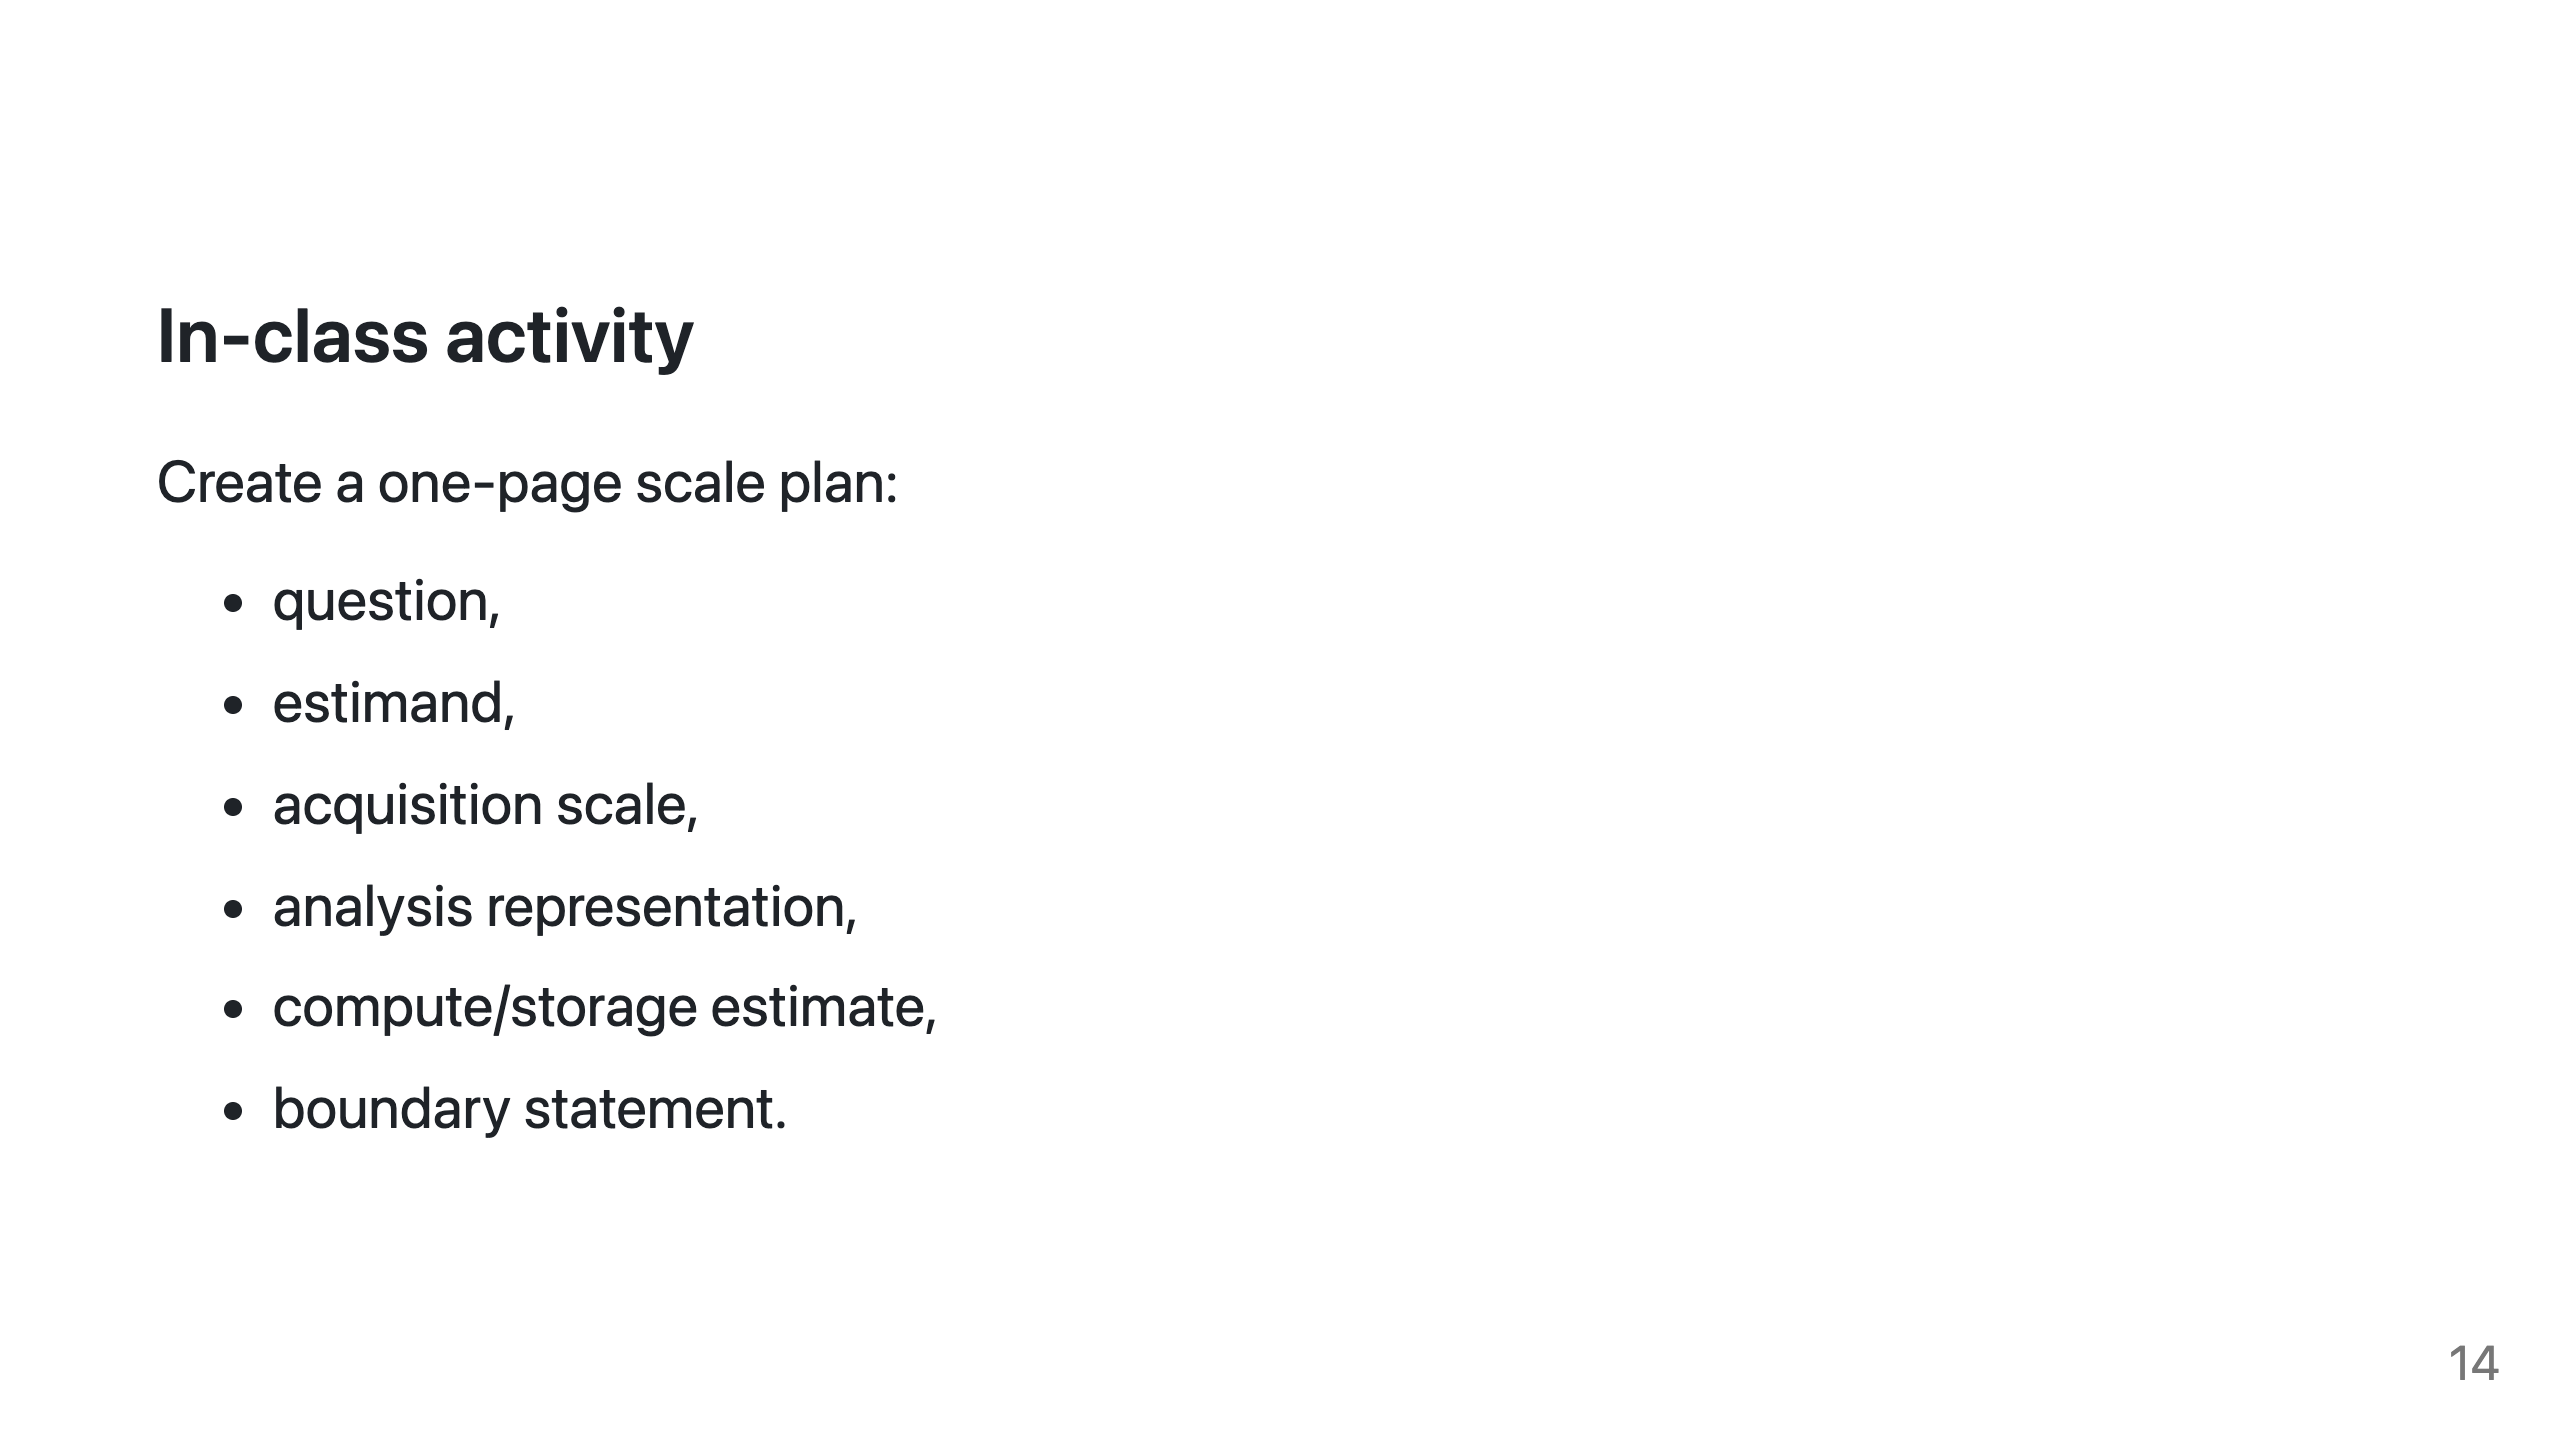 In-class activity
Create a one-page scale plan:
• question,
• estimand,
• acquisition scale,
• analysis representation,
• compute/storage estimate,
• boundary statement.
14